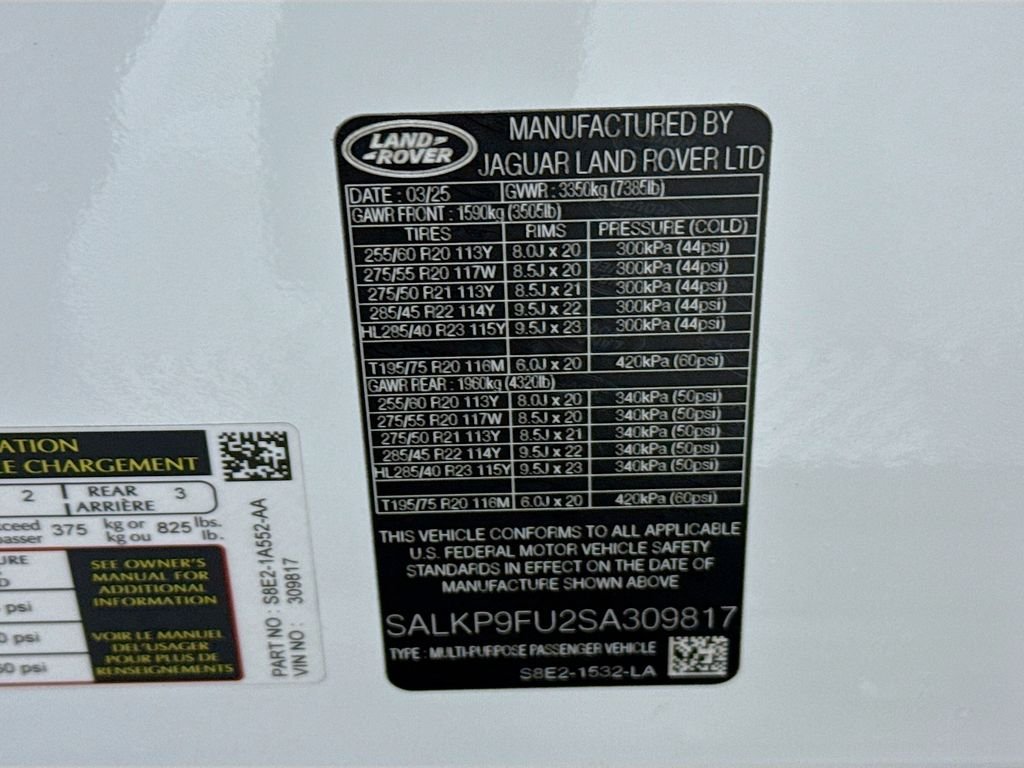 LAND-
-ROVER
MANUFACTURED BY
JAGUAR LAND ROVER LTD
DATE : 03/25 GVWR : 3350kg (7385lb)
GAWR FRONT : 1590kg (3505lb)
TIRES RIMS PRESSURE (COLD)
255/60 R20 113Y 8.0J x 20 300kPa (44psi)
275/55 R20 117W 8.5J x 20 300kPa (44psi)
275/50 R21 113Y 8.5J x 21 300kPa (44psi)
285/45 R22 114Y 9.5J x 22 300kPa (44psi)
HL285/40 R23 115Y 9.5J x 23 300kPa (44psi)
T195/75 R20 116M 6.0J x 20 420kPa (60psi)
GAWR REAR : 1960kg (4320lb)
255/60 R20 113Y 8.0J x 20 340kPa (50psi)
275/55 R20 117W 8.5J x 20 340kPa (50psi)
275/50 R21 113Y 8.5J x 21 340kPa (50psi)
285/45 R22 114Y 9.5J x 22 340kPa (50psi)
HL285/40 R23 115Y 9.5J x 23 340kPa (50psi)
T195/75 R20 116M 6.0J x 20 420kPa (60psi)
THIS VEHICLE CONFORMS TO ALL APPLICABLE
U.S. FEDERAL MOTOR VEHICLE SAFETY
STANDARDS IN EFFECT ON THE DATE OF
MANUFACTURE SHOWN ABOVE
SALKP9FU2SA309817
TYPE : MULTI-PURPOSE PASSENGER VEHICLE
S8E2-1532-LA
ATION
E CHARGEMENT
2 REAR 3
ARRIÈRE
xceed 375 kg or 825 lbs.
passer kg ou lb.
URE
D
psi
0 psi
60 psi
SEE OWNER'S
MANUAL FOR
ADDITIONAL
INFORMATION
VOIR LE MANUEL
DEL'USAGER
POUR PLUS DE
RENSEIGNEMENTS
PART NO : S8E2-1A552-AA
VIN NO : 309817